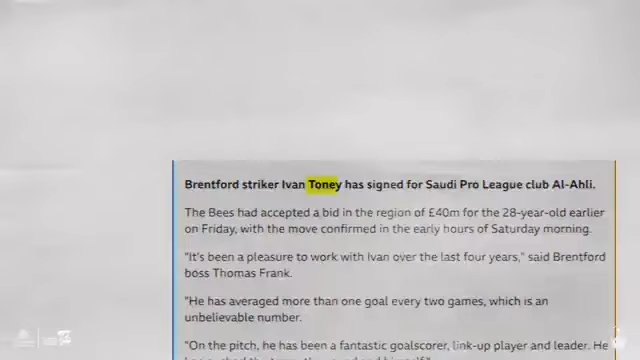 Brentford striker Ivan Toney has signed for Saudi Pro League club Al-Ahli.
The Bees had accepted a bid in the region of £40m for the 28-year-old earlier
on Friday, with the move confirmed in the early hours of Saturday morning.
"It's been a pleasure to work with Ivan over the last four years," said Brentford
boss Thomas Frank.
"He has averaged more than one goal every two games, which is an
unbelievable number.
"On the pitch, he has been a fantastic goalscorer, link-up player and leader. He